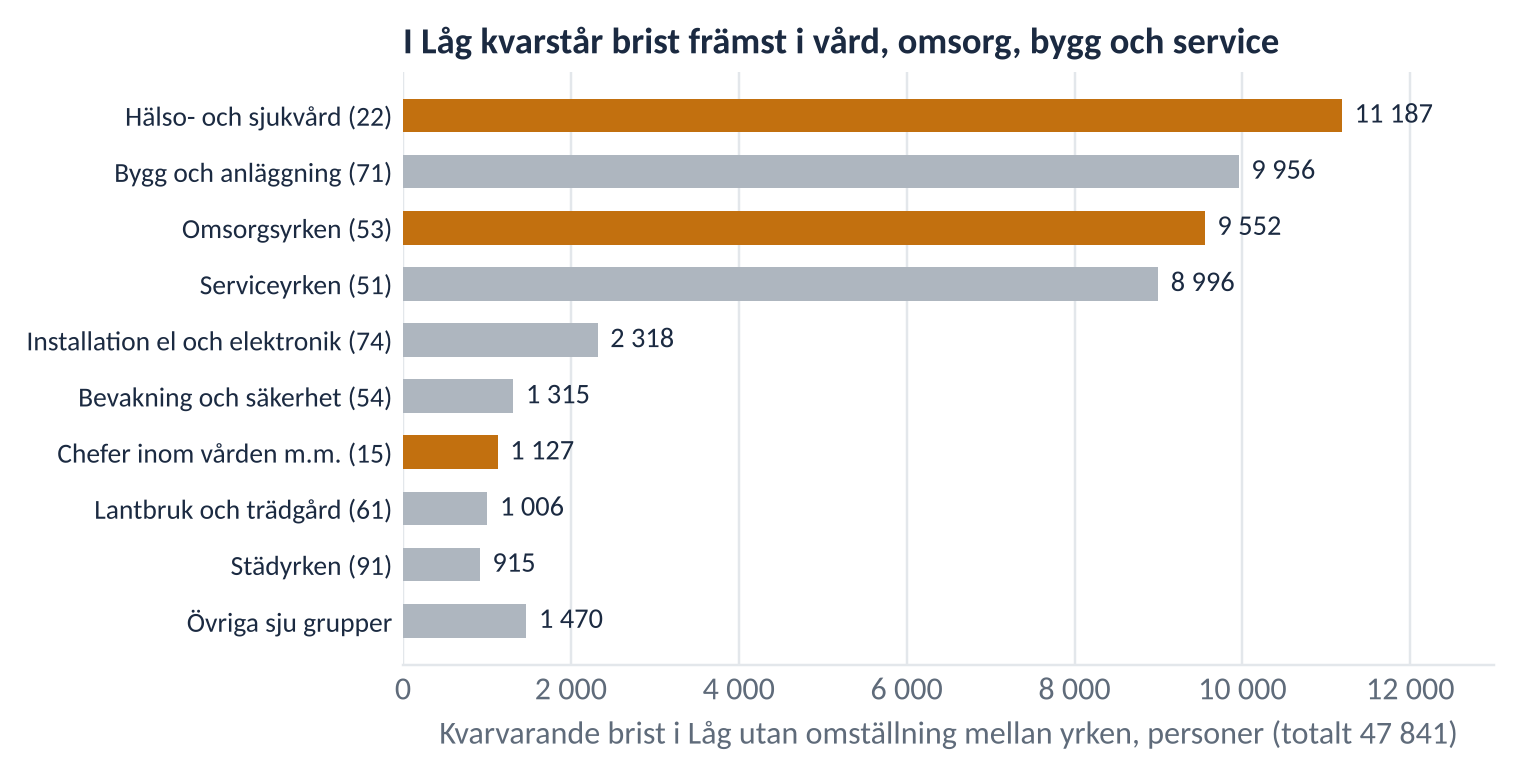 I Låg kvarstår brist främst i vård, omsorg, bygg och service
Hälso- och sjukvård (22) 11 187
Bygg och anläggning (71) 9 956
Omsorgsyrken (53) 9 552
Serviceyrken (51) 8 996
Installation el och elektronik (74) 2 318
Bevakning och säkerhet (54) 1 315
Chefer inom vården m.m. (15) 1 127
Lantbruk och trädgård (61) 1 006
Städyrken (91) 915
Övriga sju grupper 1 470
0 2 000 4 000 6 000 8 000 10 000 12 000
Kvarvarande brist i Låg utan omställning mellan yrken, personer (totalt 47 841)